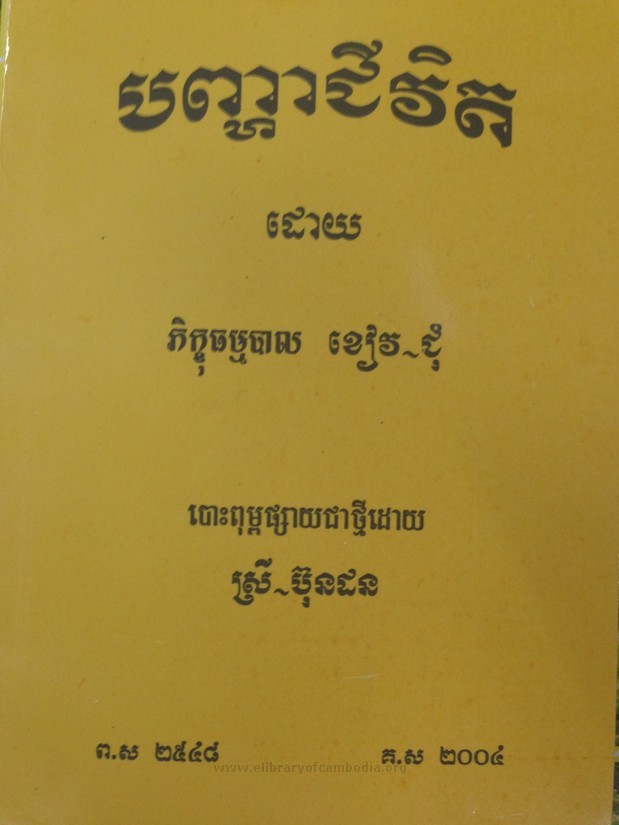 បញ្ហាជីវិត
ដោយ
ភិក្ខុធម្មបាល ខៀវ~ជុំ
បោះពុម្ពផ្សាយជាថ្មីដោយ
ស្រី~ប៊ុនដន
ព.ស ២៥៤៨ គ.ស ២០០៤
www.elibraryofcambodia.org